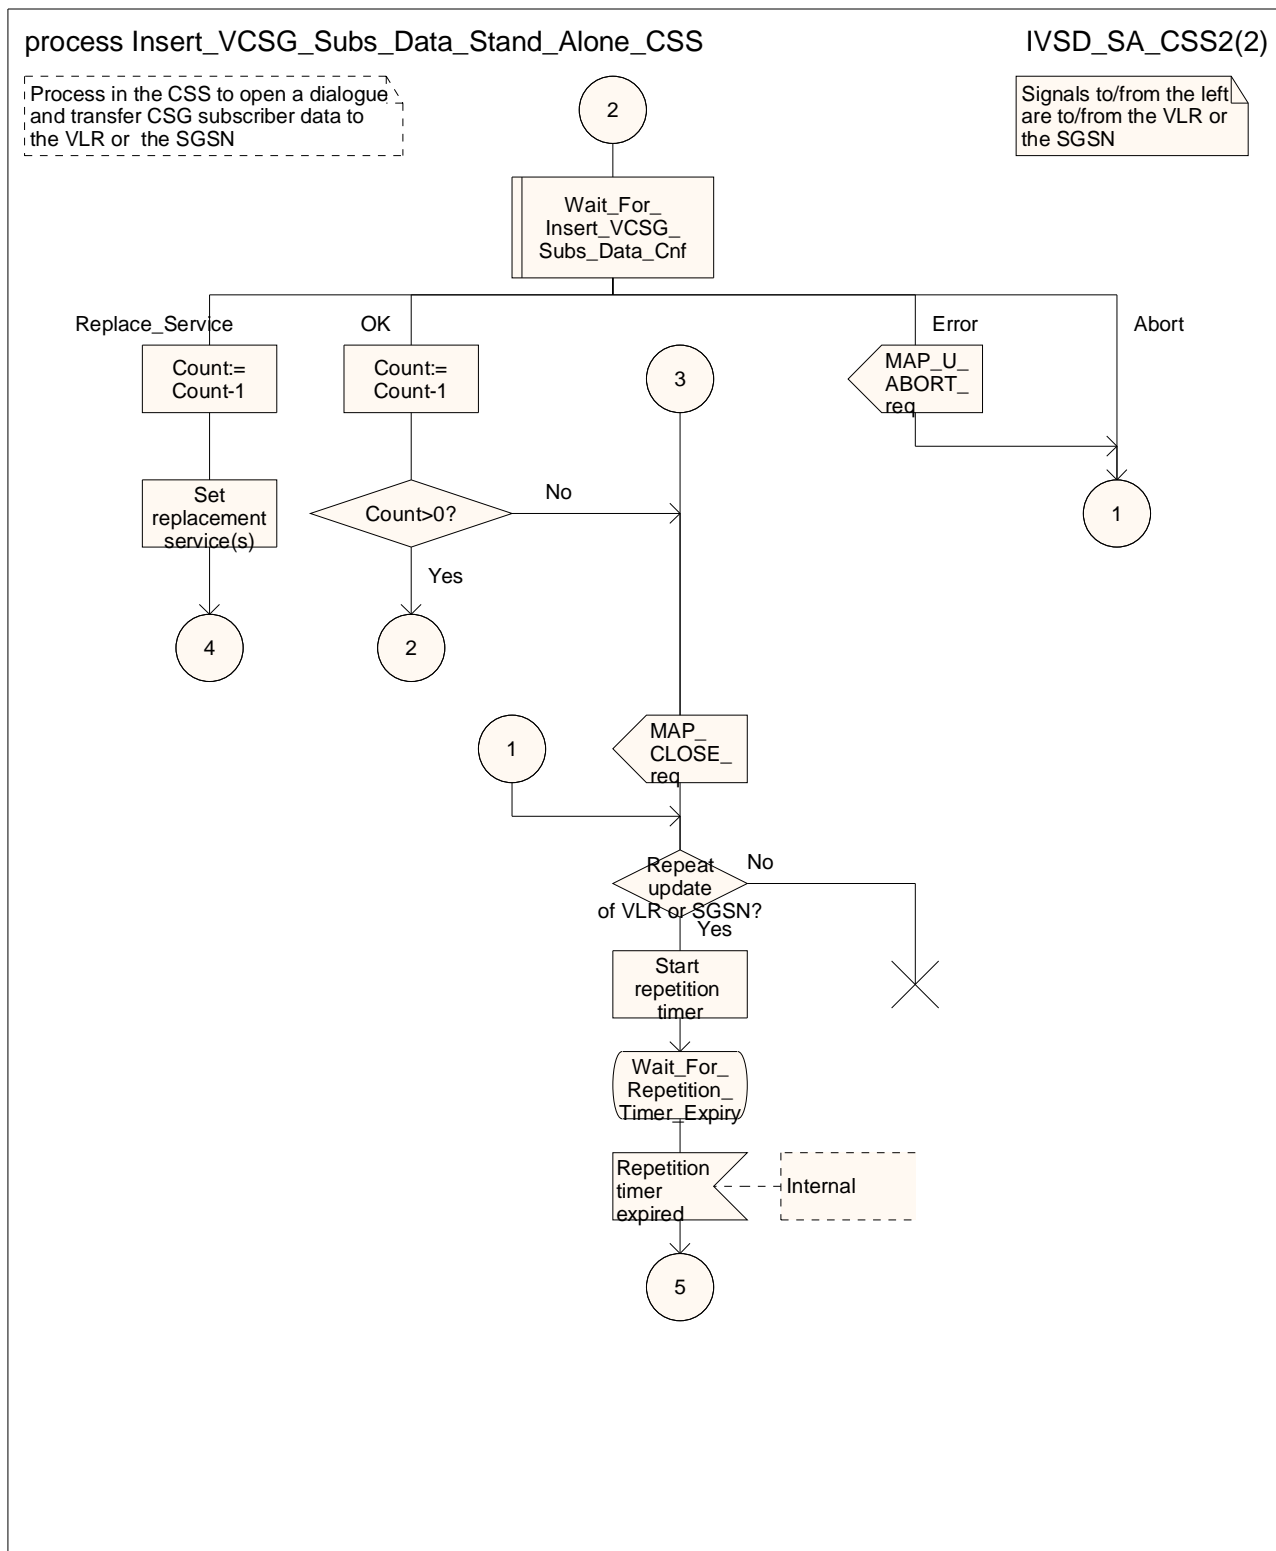 process Insert_VCSG_Subs_Data_Stand_Alone_CSS
IVSD_SA_CSS2(2)
Process in the CSS to open a dialogue
and transfer CSG subscriber data to
the VLR or the SGSN
2
Signals to/from the left
are to/from the VLR or
the SGSN
Wait_For_
Insert_VCSG_
Subs_Data_Cnf
Replace_Service
OK
Error
Abort
Count:=
Count-1
Count:=
Count-1
3
MAP_U_
ABORT_
req
Set
replacement
service(s)
Count>0?
No
1
Yes
4
2
1
MAP_
CLOSE_
req
Repeat
update
of VLR or SGSN?
No
Yes
Start
repetition
timer
Wait_For_
Repetition_
Timer_Expiry
Repetition
timer
expired
Internal
5